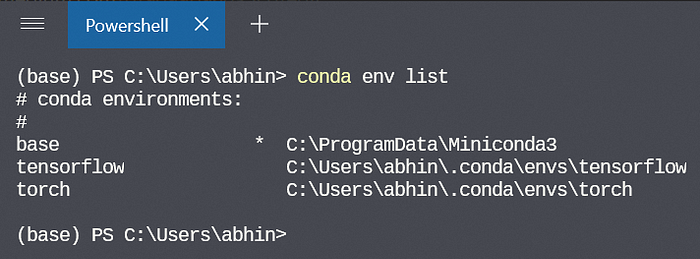 Powershell
(base) PS C:\Users\abhin> conda env list
# conda environments:
#
base                  *  C:\ProgramData\Miniconda3
tensorflow               C:\Users\abhin\.conda\envs\tensorflow
torch                    C:\Users\abhin\.conda\envs\torch
(base) PS C:\Users\abhin>